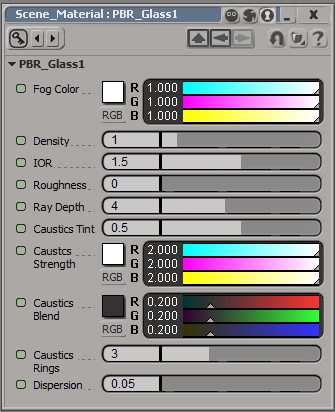 Scene_Material : PBR_Glass1
PBR_Glass1
Fog Color R 1.000
G 1.000
RGB B 1.000
Density 1
IOR 1.5
Roughness 0
Ray Depth 4
Caustics Tint 0.5
Caustcs Strength R 2.000
G 2.000
RGB B 2.000
Caustics Blend R 0.200
G 0.200
RGB B 0.200
Caustics Rings 3
Dispersion 0.05